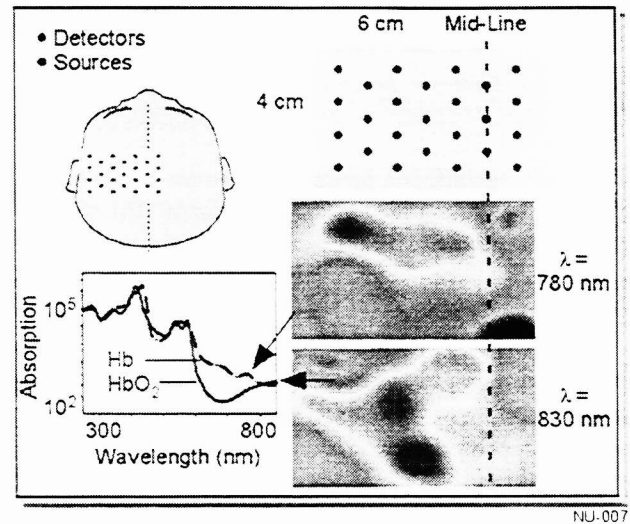 • Detectors
• Sources
6 cm
Mid-Line
4 cm
λ =
780 nm
λ =
830 nm
Absorption
10⁵
10²
Hb
HbO₂
300
800
Wavelength (nm)
NU-007